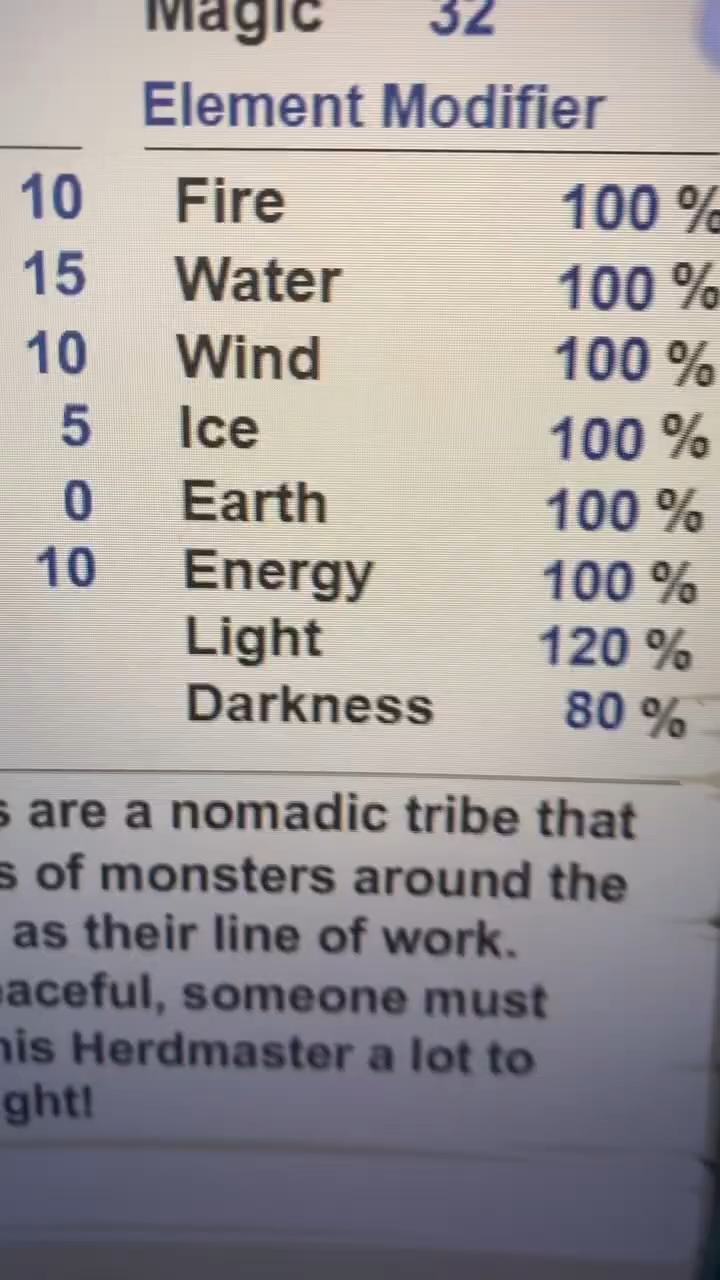 Magic 32
Element Modifier
10 Fire 100 %
15 Water 100 %
10 Wind 100 %
5 Ice 100 %
0 Earth 100 %
10 Energy 100 %
Light 120 %
Darkness 80 %
s are a nomadic tribe that
s of monsters around the
as their line of work.
eaceful, someone must
his Herdmaster a lot to
ght!